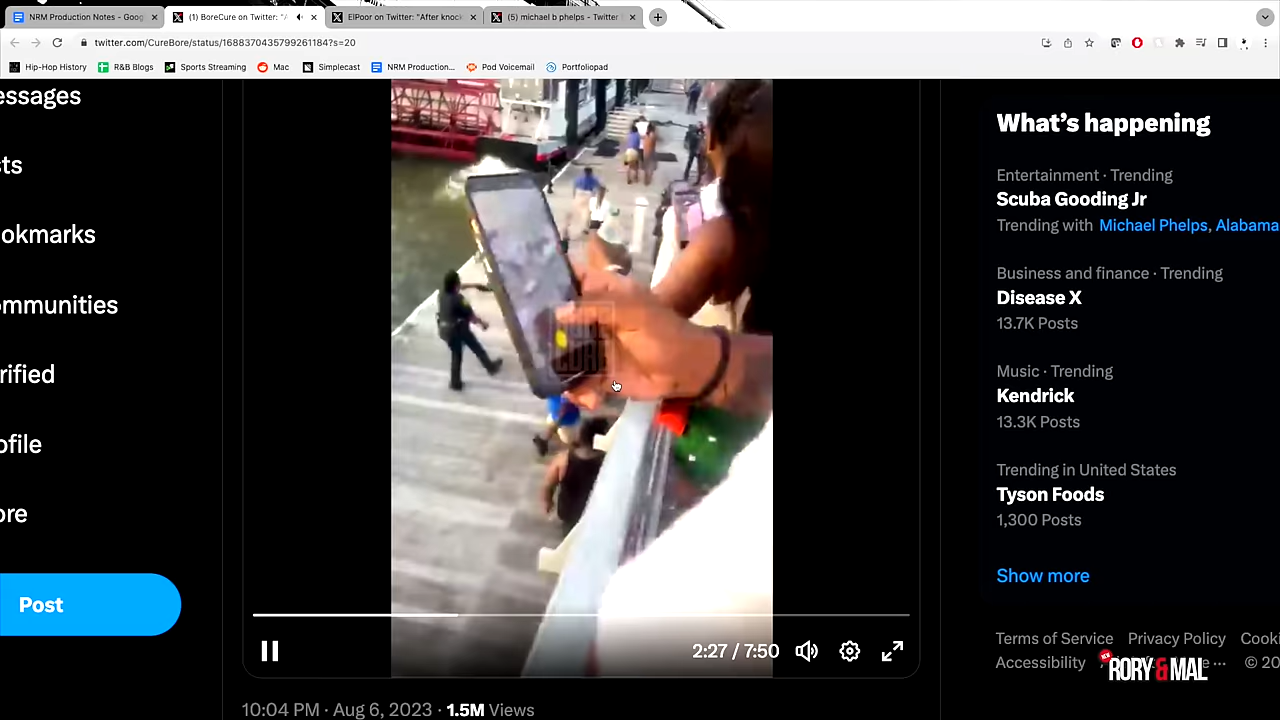 NRM Production Notes - Goog
(1) BoreCure on Twitter: "A
ElPoor on Twitter: "After knock
(5) michael b phelps - Twitter
twitter.com/CureBore/status/1688370435799261184?s=20
Hip-Hop History
R&B Blogs
Sports Streaming
Mac
Simplecast
NRM Production...
Pod Voicemail
Portfoliopad
essages
sts
ookmarks
ommunities
rified
ofile
ore
Post
2:27 / 7:50
10:04 PM · Aug 6, 2023 · 1.5M Views
What's happening
Entertainment · Trending
Scuba Gooding Jr
Trending with Michael Phelps, Alabama
Business and finance · Trending
Disease X
13.7K Posts
Music · Trending
Kendrick
13.3K Posts
Trending in United States
Tyson Foods
1,300 Posts
Show more
Terms of Service Privacy Policy Cooki
Accessibility © 20
NEW
RORY & MAL